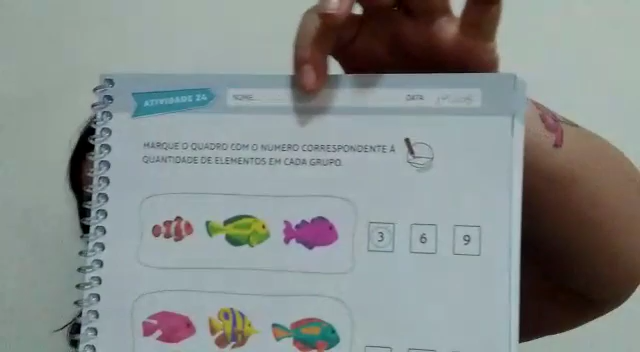 ATIVIDADE 24
NOME
DATA
MARQUE O QUADRO COM O NÚMERO CORRESPONDENTE À
QUANTIDADE DE ELEMENTOS EM CADA GRUPO.
3 6 9